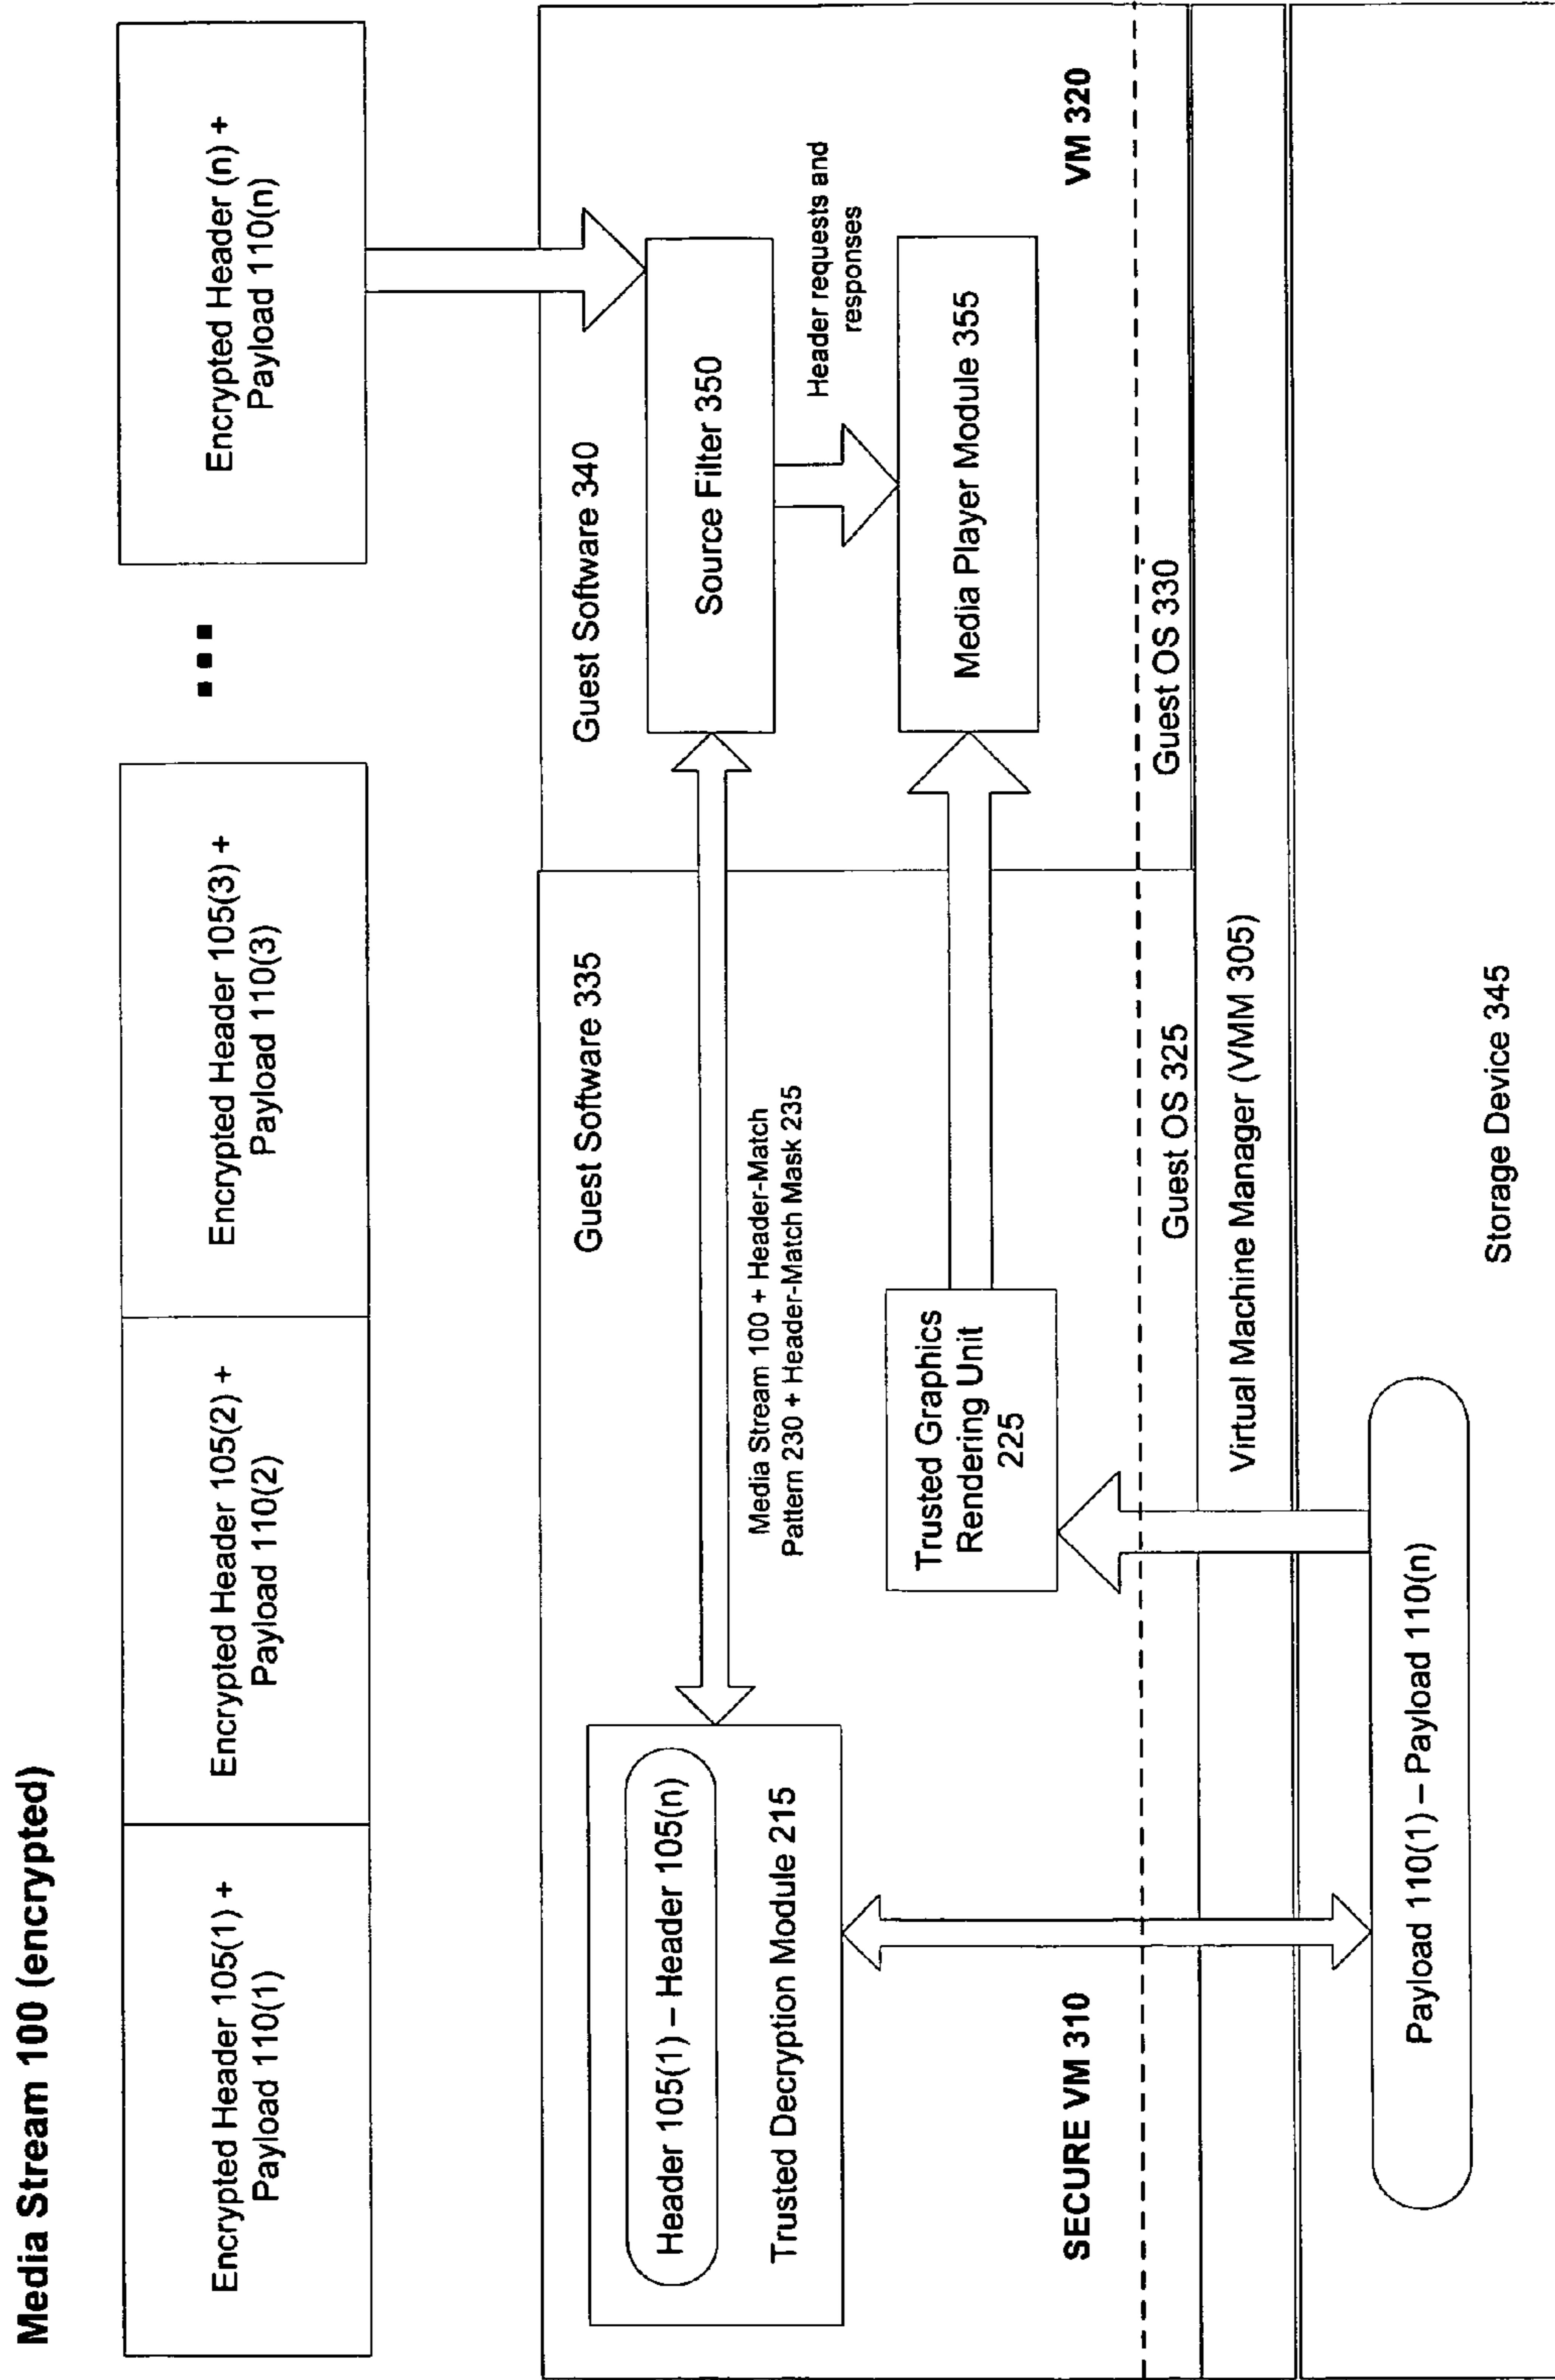 Media Stream 100 (encrypted)
Encrypted Header 105(1) +
Payload 110(1)
Encrypted Header 105(2) +
Payload 110(2)
Encrypted Header 105(3) +
Payload 110(3)
...
Encrypted Header (n) +
Payload 110(n)
Guest Software 335
Header 105(1) – Header 105(n)
Trusted Decryption Module 215
Media Stream 100 + Header-Match
Pattern 230 + Header-Match Mask 235
Trusted Graphics
Rendering Unit
225
SECURE VM 310
Guest OS 325
Guest Software 340
Source Filter 350
Header requests and
responses
Media Player Module 355
VM 320
Guest OS 330
Virtual Machine Manager (VMM 305)
Payload 110(1) – Payload 110(n)
Storage Device 345